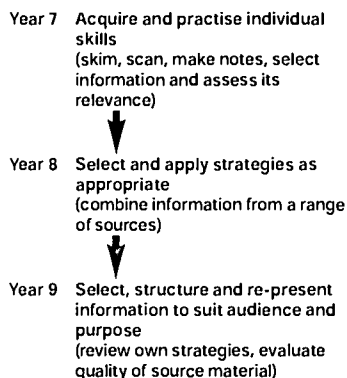 Year 7 Acquire and practise individual
skills
(skim, scan, make notes, select
information and assess its
relevance)
Year 8 Select and apply strategies as
appropriate
(combine information from a range
of sources)
Year 9 Select, structure and re-present
information to suit audience and
purpose
(review own strategies, evaluate
quality of source material)